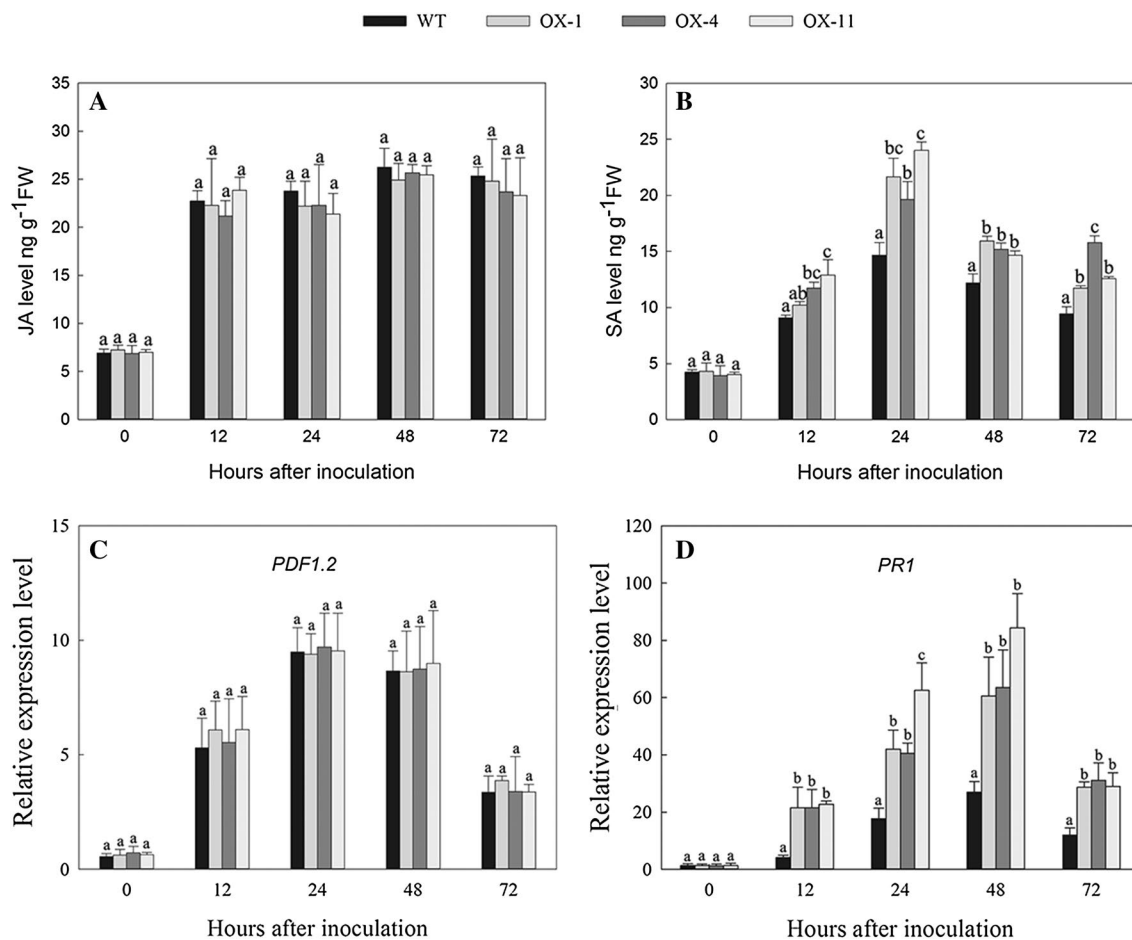 WT OX-1 OX-4 OX-11
A
JA level ng g⁻¹FW
35
30
25
20
15
10
5
0
a a a a
a a a a
a a a a
a a a a
a a a a
0 12 24 48 72
Hours after inoculation
B
SA level ng g⁻¹FW
30
25
20
15
10
5
0
a a a a
a ab bc c
a bc b c
a b b b
a b c b
0 12 24 48 72
Hours after inoculation
C
PDF1.2
Relative expression level
15
10
5
0
a a a a
a a a a
a a a a
a a a a
a a a a
0 12 24 48 72
Hours after inoculation
D
PR1
Relative expression level
120
100
80
60
40
20
0
a a a a
a b b b
a b b c
a b b b
a b b b
0 12 24 48 72
Hours after inoculation